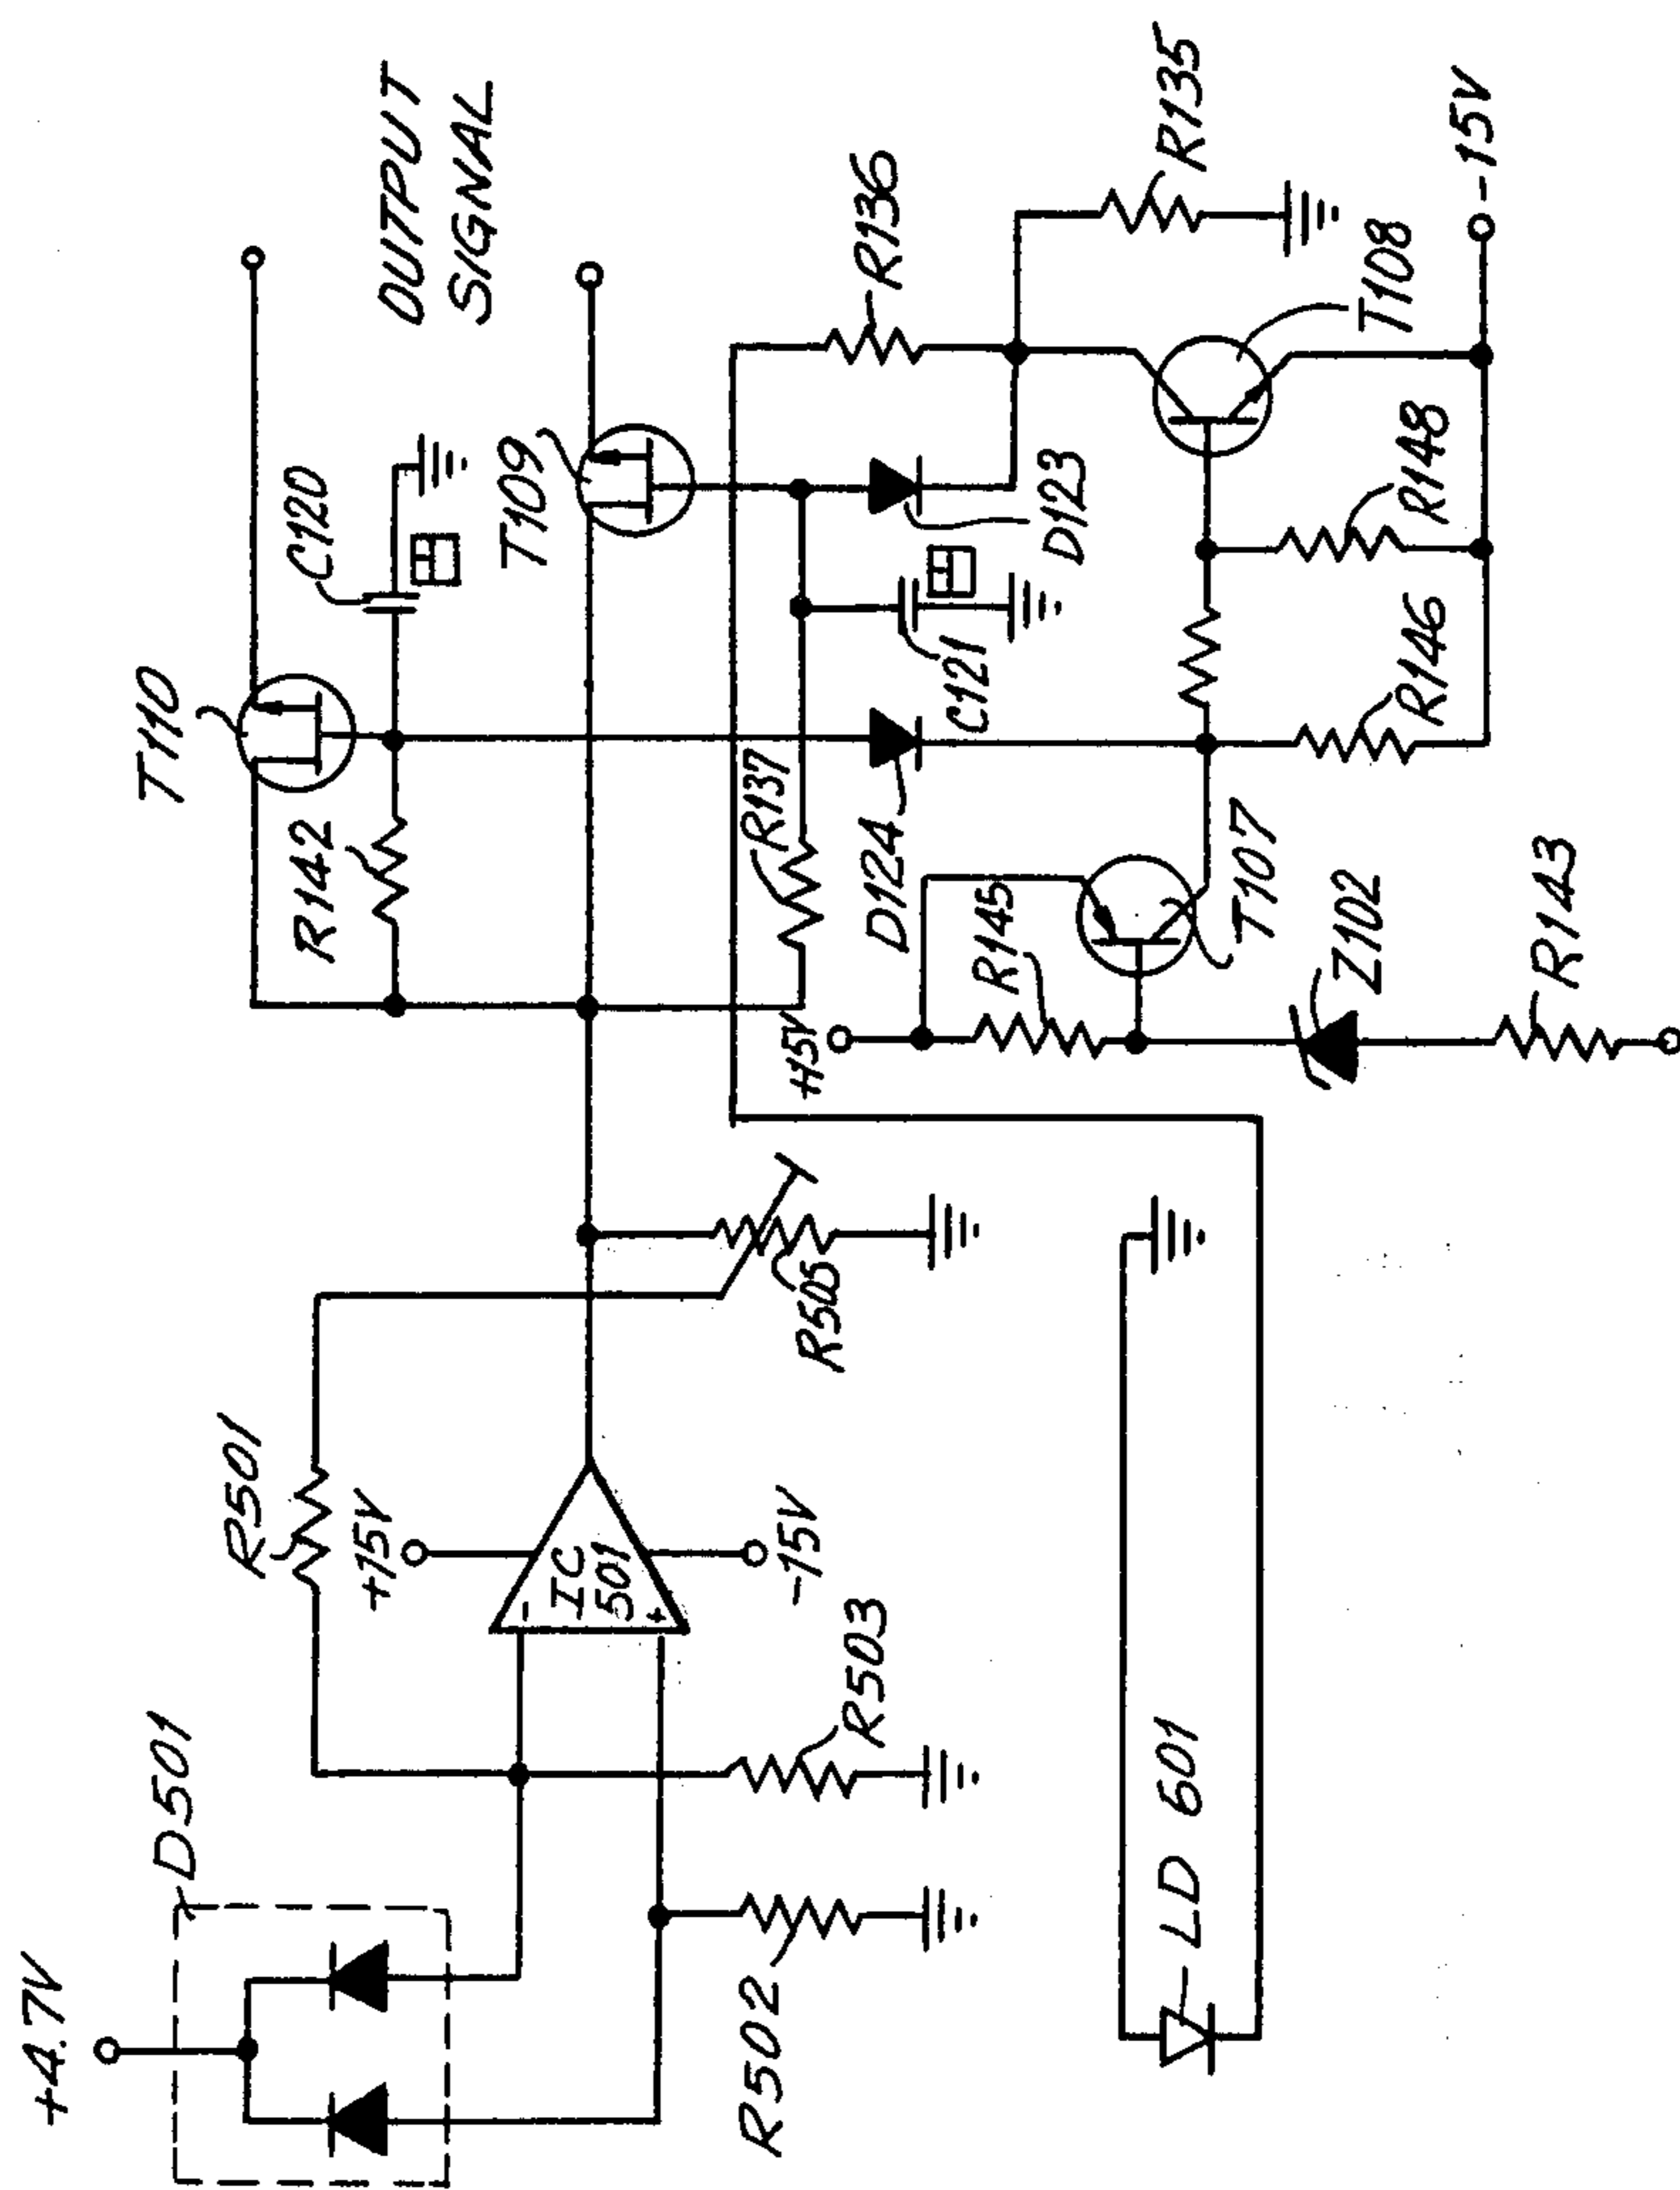 +4.7V
D501
R501
+15V
IC
501
-
+
-15V
R502
R503
R505
LD 601
T110
R142
C120
OUTPUT
SIGNAL
T109
R137
C121
D123
R136
R135
+15V
D124
R145
T107
Z102
R143
R146
R148
T108
-15V